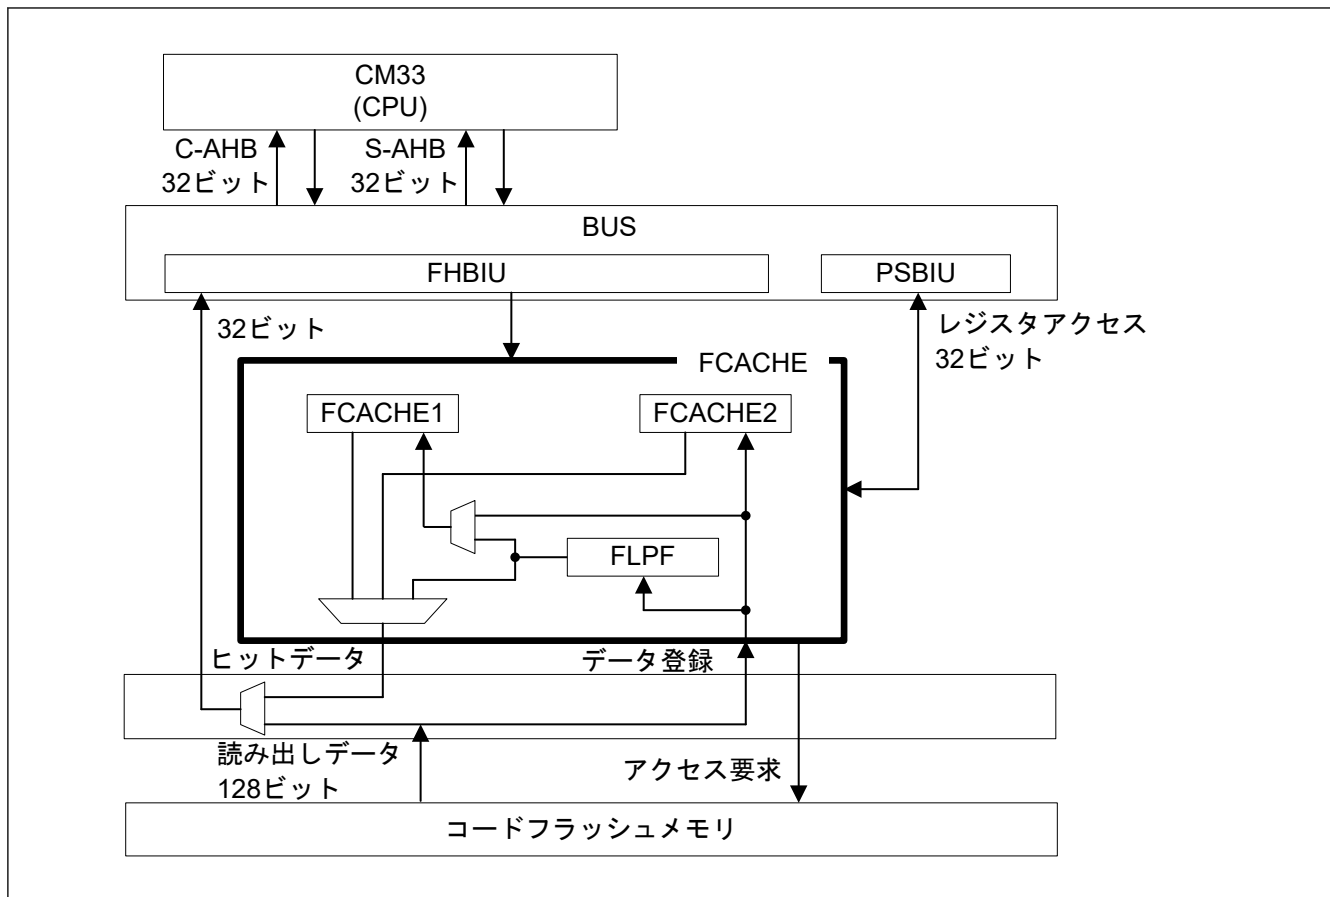 CM33
(CPU)
C-AHB
32ビット
S-AHB
32ビット
BUS
FHBIU
PSBIU
32ビット
レジスタアクセス
32ビット
FCACHE
FCACHE1
FCACHE2
FLPF
ヒットデータ
データ登録
読み出しデータ
128ビット
アクセス要求
コードフラッシュメモリ